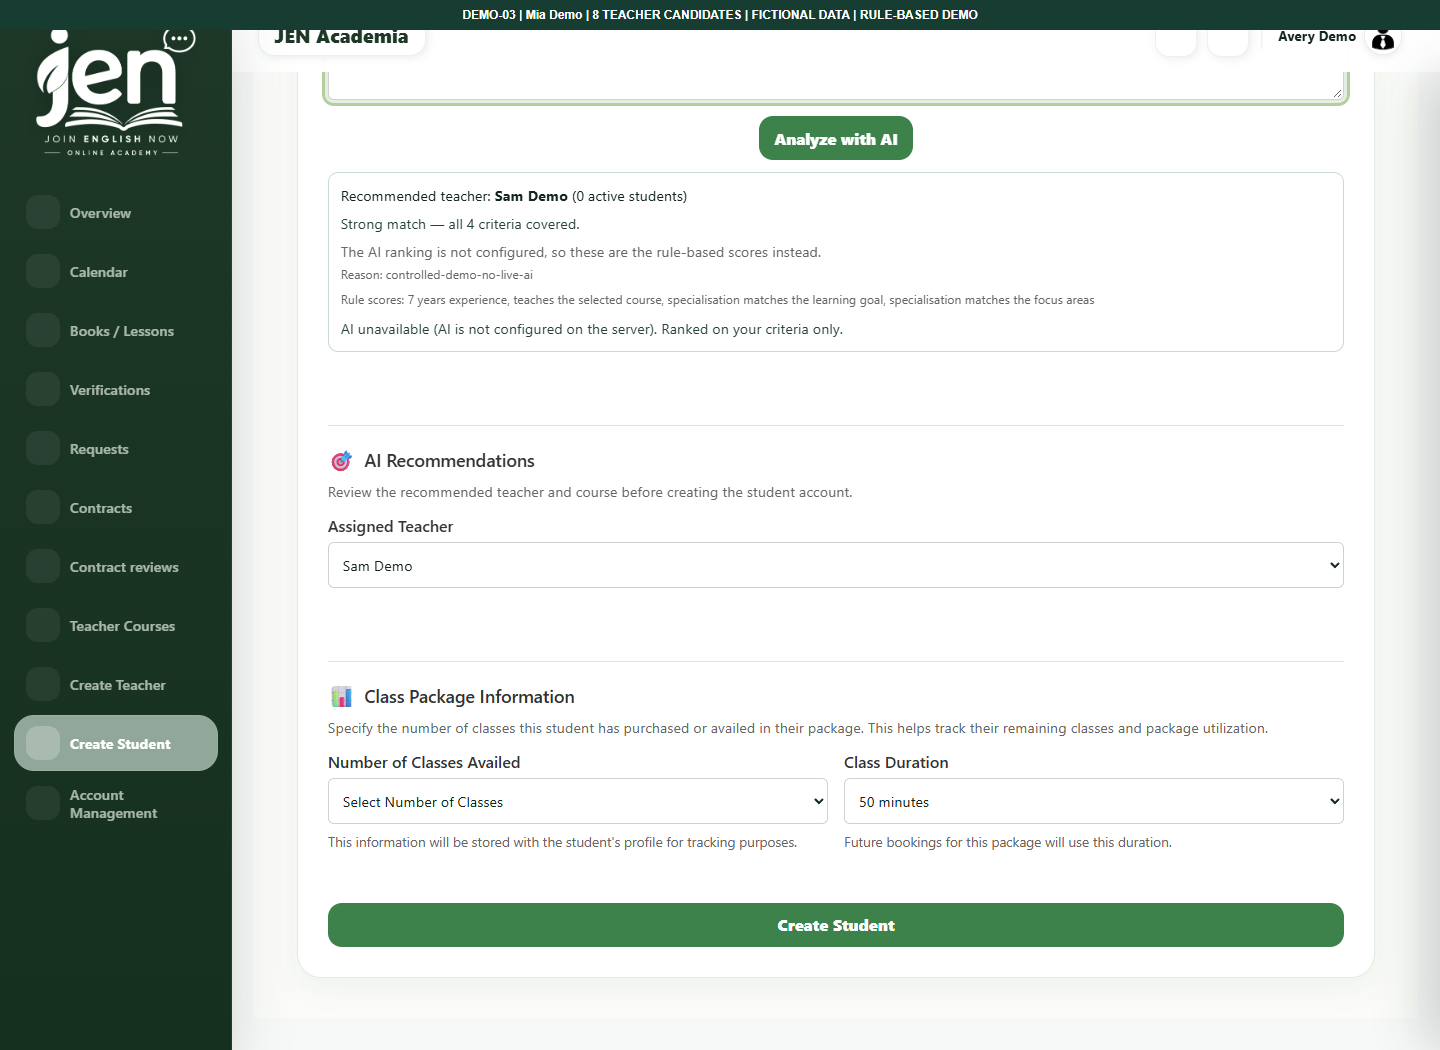 DEMO-03 | Mia Demo | 8 TEACHER CANDIDATES | FICTIONAL DATA | RULE-BASED DEMO
jen
JOIN ENGLISH NOW
ONLINE ACADEMY
JEN Academia
Avery Demo
Overview
Calendar
Books / Lessons
Verifications
Requests
Contracts
Contract reviews
Teacher Courses
Create Teacher
Create Student
Account
Management
Analyze with AI
Recommended teacher: Sam Demo (0 active students)
Strong match — all 4 criteria covered.
The AI ranking is not configured, so these are the rule-based scores instead.
Reason: controlled-demo-no-live-ai
Rule scores: 7 years experience, teaches the selected course, specialisation matches the learning goal, specialisation matches the focus areas
AI unavailable (AI is not configured on the server). Ranked on your criteria only.
AI Recommendations
Review the recommended teacher and course before creating the student account.
Assigned Teacher
Sam Demo
Class Package Information
Specify the number of classes this student has purchased or availed in their package. This helps track their remaining classes and package utilization.
Number of Classes Availed
Class Duration
Select Number of Classes
50 minutes
This information will be stored with the student's profile for tracking purposes.
Future bookings for this package will use this duration.
Create Student